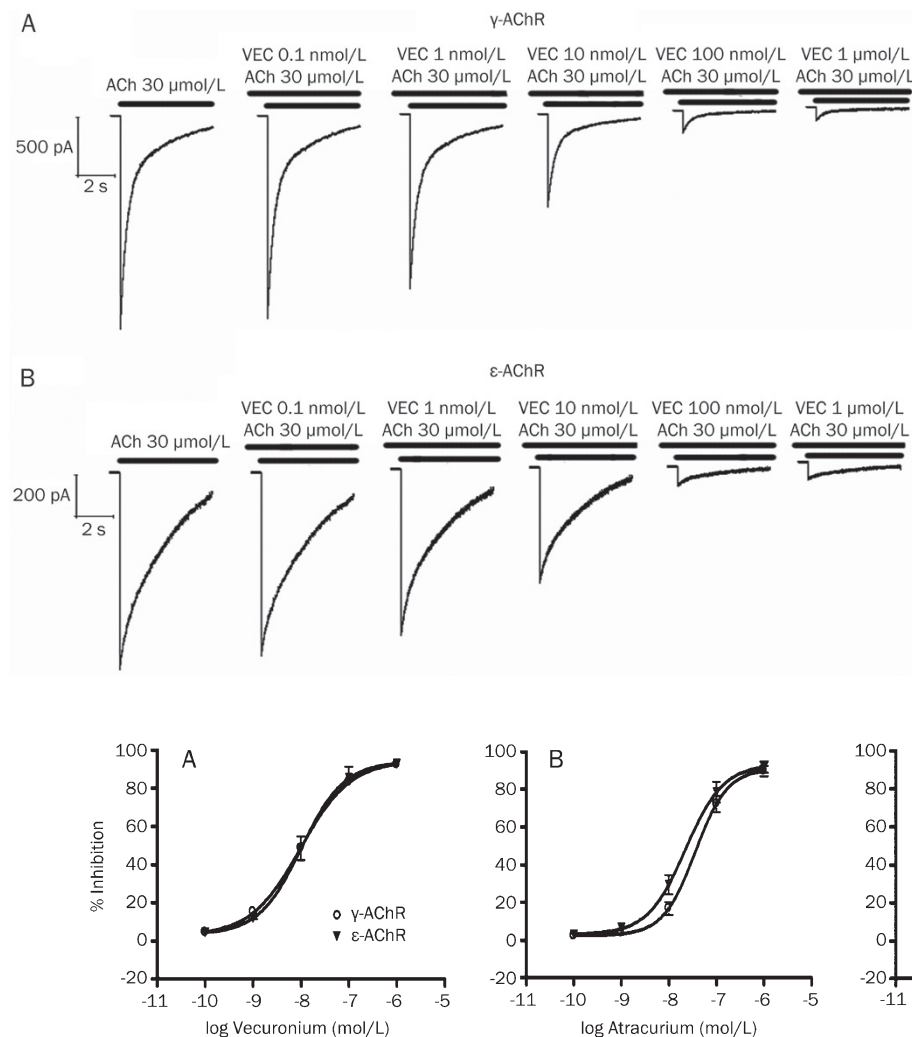 A
γ-AChR
ACh 30 μmol/L
VEC 0.1 nmol/L
ACh 30 μmol/L
VEC 1 nmol/L
ACh 30 μmol/L
VEC 10 nmol/L
ACh 30 μmol/L
VEC 100 nmol/L
ACh 30 μmol/L
VEC 1 μmol/L
ACh 30 μmol/L
500 pA
2 s
B
ε-AChR
ACh 30 μmol/L
VEC 0.1 nmol/L
ACh 30 μmol/L
VEC 1 nmol/L
ACh 30 μmol/L
VEC 10 nmol/L
ACh 30 μmol/L
VEC 100 nmol/L
ACh 30 μmol/L
VEC 1 μmol/L
ACh 30 μmol/L
200 pA
2 s
A
% Inhibition
100
80
60
40
20
0
-20
γ-AChR
ε-AChR
-11 -10 -9 -8 -7 -6 -5
log Vecuronium (mol/L)
B
100
80
60
40
20
0
-20
-11 -10 -9 -8 -7 -6 -5
log Atracurium (mol/L)
100
80
60
40
20
0
-20
-11